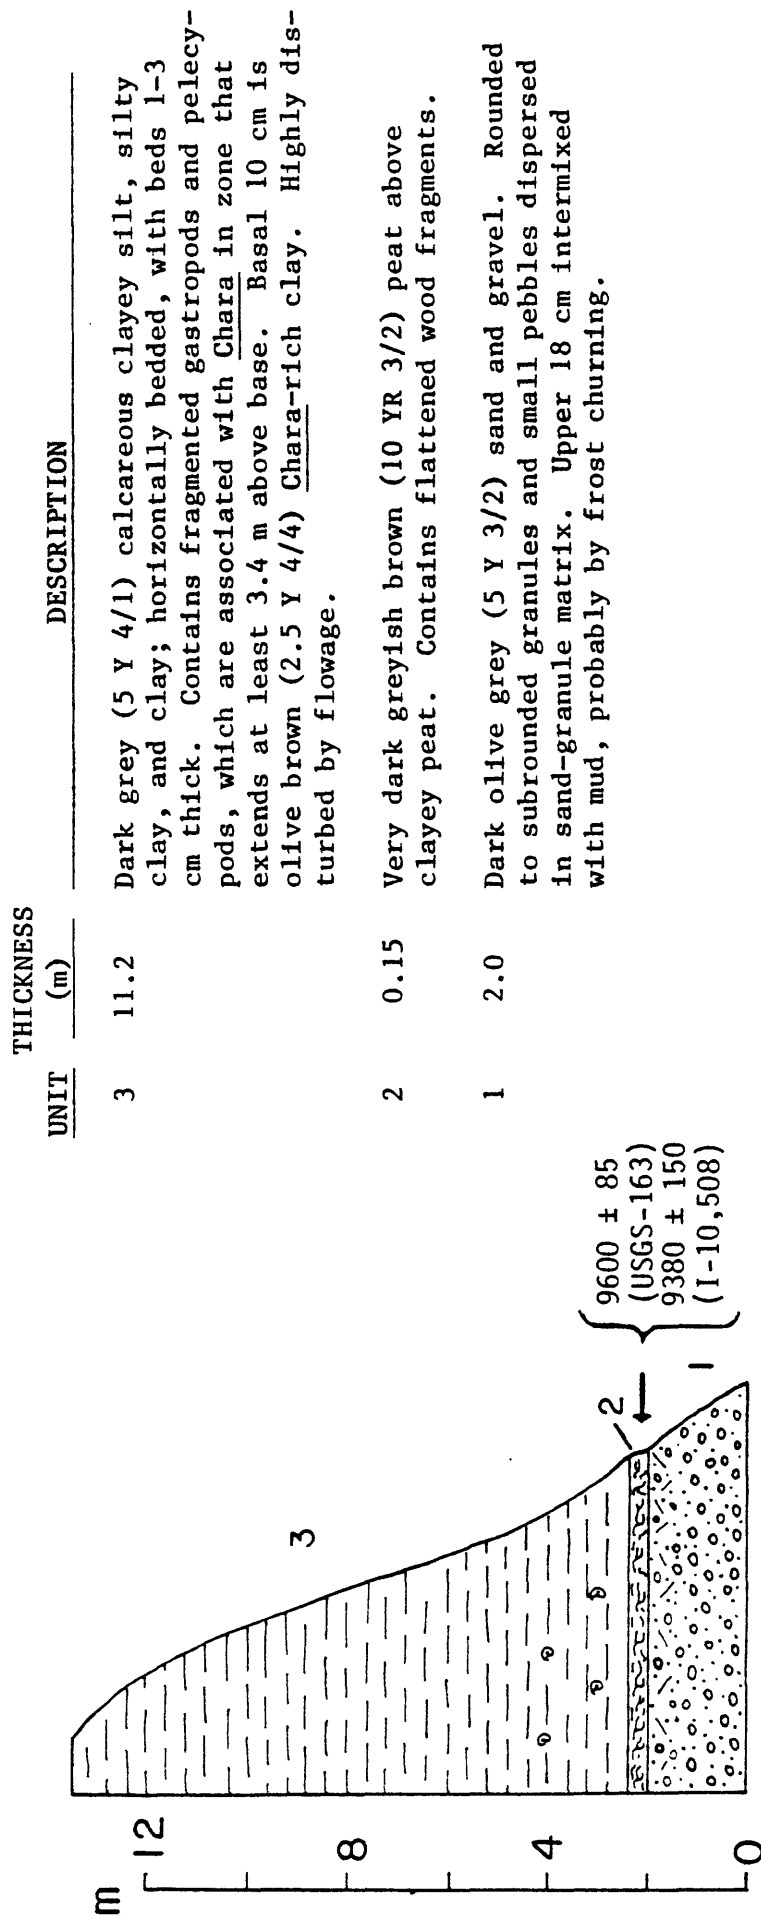 THICKNESS
UNIT (m) DESCRIPTION
3 11.2 Dark grey (5 Y 4/1) calcareous clayey silt, silty
clay, and clay; horizontally bedded, with beds 1-3
cm thick. Contains fragmented gastropods and pelecy-
pods, which are associated with Chara in zone that
extends at least 3.4 m above base. Basal 10 cm is
olive brown (2.5 Y 4/4) Chara-rich clay. Highly dis-
turbed by flowage.
2 0.15 Very dark greyish brown (10 YR 3/2) peat above
clayey peat. Contains flattened wood fragments.
1 2.0 Dark olive grey (5 Y 3/2) sand and gravel. Rounded
to subrounded granules and small pebbles dispersed
in sand-granule matrix. Upper 18 cm intermixed
with mud, probably by frost churning.
m
12
8
4
0
3
2
1
9600 ± 85
(USGS-163)
9380 ± 150
(I-10,508)